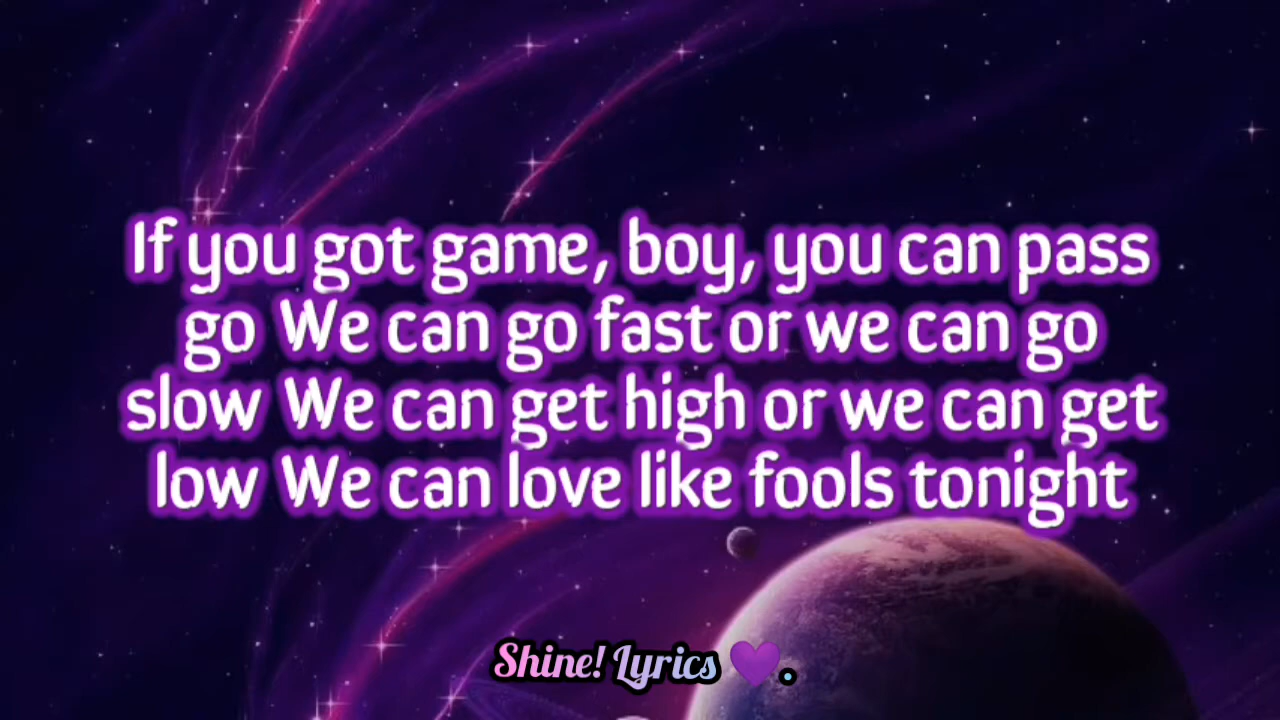 If you got game, boy, you can pass
go We can go fast or we can go
slow We can get high or we can get
low We can love like fools tonight
Shine! Lyrics 💜.